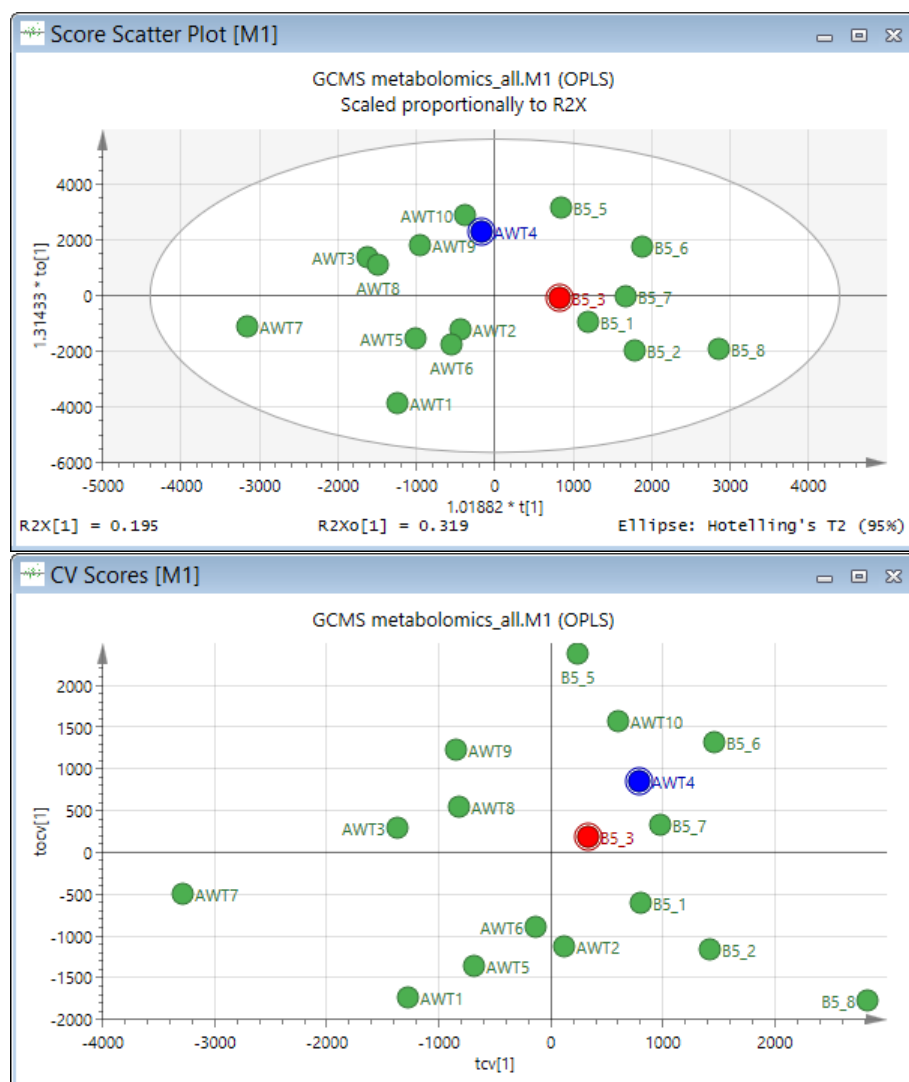 Score Scatter Plot [M1]
GCMS metabolomics_all.M1 (OPLS)
Scaled proportionally to R2X
4000
2000
0
-2000
-4000
-6000
1.31433 * to[1]
B5_5
AWT10
AWT4
AWT9
B5_6
AWT3
AWT8
B5_3
B5_7
B5_1
AWT7
AWT5
AWT2
AWT6
B5_2
B5_8
AWT1
-5000 -4000 -3000 -2000 -1000 0 1000 2000 3000 4000
1.01882 * t[1]
R2X[1] = 0.195 R2Xo[1] = 0.319 Ellipse: Hotelling's T2 (95%)
CV Scores [M1]
GCMS metabolomics_all.M1 (OPLS)
2000
1500
1000
500
0
-500
-1000
-1500
-2000
tocv[1]
B5_5
AWT10
B5_6
AWT9
AWT4
AWT8
AWT3
B5_7
B5_3
AWT7
B5_1
AWT6
AWT2
B5_2
AWT5
AWT1
B5_8
-4000 -3000 -2000 -1000 0 1000 2000
tcv[1]